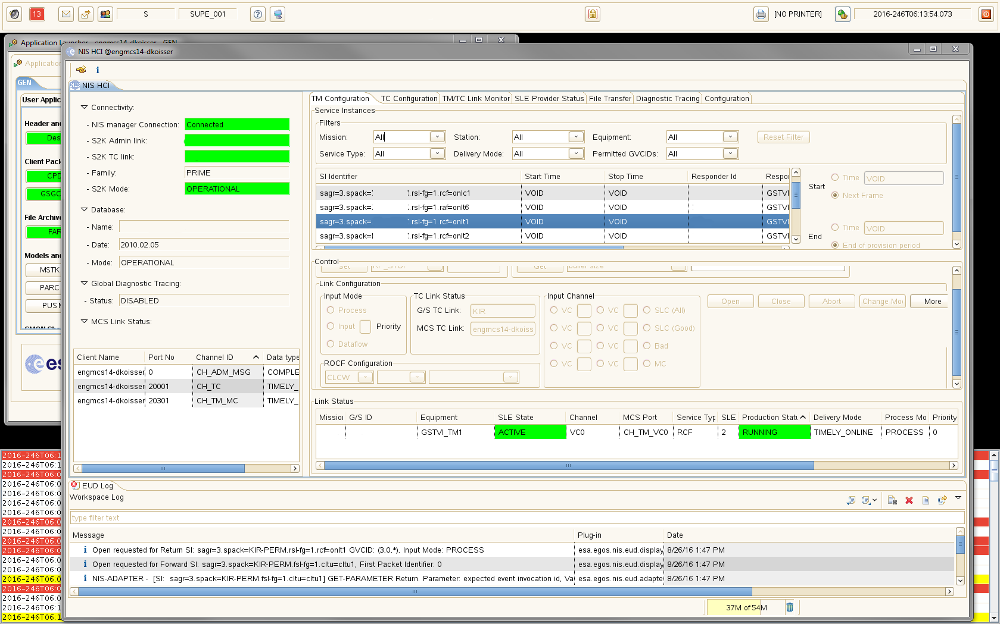 13 S SUPE_001 [NO PRINTER] 2016-246T06:13:54.073
Application Launcher - engmcs14-dkoisser - GEN
NIS HCI @engmcs14-dkoisser
Application
GEN
User Applic
Header and
Des
Client Pack
CPD
GSGC
File Archive
FAR
Models and
MSTK
PARC
PUS M
esa
NIS HCI
Connectivity:
- NIS manager Connection: Connected
- S2K Admin link:
- S2K TC link:
- Family: PRIME
- S2K Mode: OPERATIONAL
Database:
- Name:
- Date: 2010.02.05
- Mode: OPERATIONAL
Global Diagnostic Tracing:
- Status: DISABLED
MCS Link Status:
Client Name Port No Channel ID Data type
engmcs14-dkoisser 0 CH_ADM_MSG COMPLE
engmcs14-dkoisser 20001 CH_TC TIMELY_
engmcs14-dkoisser 20301 CH_TM_MC TIMELY_
TM Configuration TC Configuration TM/TC Link Monitor SLE Provider Status File Transfer Diagnostic Tracing Configuration
Service Instances
Filters
Mission: All Station: All Equipment: All Reset Filter
Service Type: All Delivery Mode: All Permitted GVCIDs: All
SI Identifier Start Time Stop Time Responder Id Respor
sagr=3.spack= .rsl-fg=1.rcf=onlc1 VOID VOID GSTVI
sagr=3.spack= .rsl-fg=1.raf=onlt6 VOID VOID GSTVI
sagr=3.spack= .rsl-fg=1.rcf=onlt1 VOID VOID GSTVI
sagr=3.spack= .rsl-fg=1.rcf=onlt2 VOID VOID GSTVI
Start Time VOID
Next Frame
End Time VOID
End of provision period
Control
Set RF_STOP Get buffer size
Link Configuration
Input Mode
Process
Input Priority
Dataflow
TC Link Status
G/S TC Link: KIR
MCS TC Link: engmcs14-dkoiss
ROCF Configuration
CLCW
Input Channel
VC VC SLC (All)
VC VC SLC (Good)
VC VC Bad
VC VC MC
Open Close Abort Change Mo More
Link Status
Mission G/S ID Equipment SLE State Channel MCS Port Service Typ SLE Production Statu Delivery Mode Process Mo Priority
GSTVI_TM1 ACTIVE VC0 CH_TM_VC0 RCF 2 RUNNING TIMELY_ONLINE PROCESS 0
EUD Log
Workspace Log
type filter text
Message Plug-in Date
Open requested for Return SI: sagr=3.spack=KIR-PERM.rsl-fg=1.rcf=onlt1 GVCID: (3,0,*), Input Mode: PROCESS esa.egos.nis.eud.display 8/26/16 1:47 PM
Open requested for Forward SI: sagr=3.spack=KIR-PERM.fsl-fg=1.cltu=cltu1, First Packet Identifier: 0 esa.egos.nis.eud.display 8/26/16 1:47 PM
NIS-ADAPTER - [SI: sagr=3.spack=KIR-PERM.fsl-fg=1.cltu=cltu1] GET-PARAMETER Return. Parameter: expected event invocation id, Va esa.egos.nis.eud.adapte 8/26/16 1:47 PM
37M of 54M
2016-246T06:1
2016-246T06:1
2016-246T06:0
2016-246T06:0
2016-246T06:0
2016-246T06:0
2016-246T06:0
2016-246T06:0
2016-246T06:0
2016-246T06:0
2016-246T06:0
2016-246T06:0
2016-246T06:0
2016-246T06:0
2016-246T06:0
2016-246T06:0
2016-246T06:1
2016-246T06:1